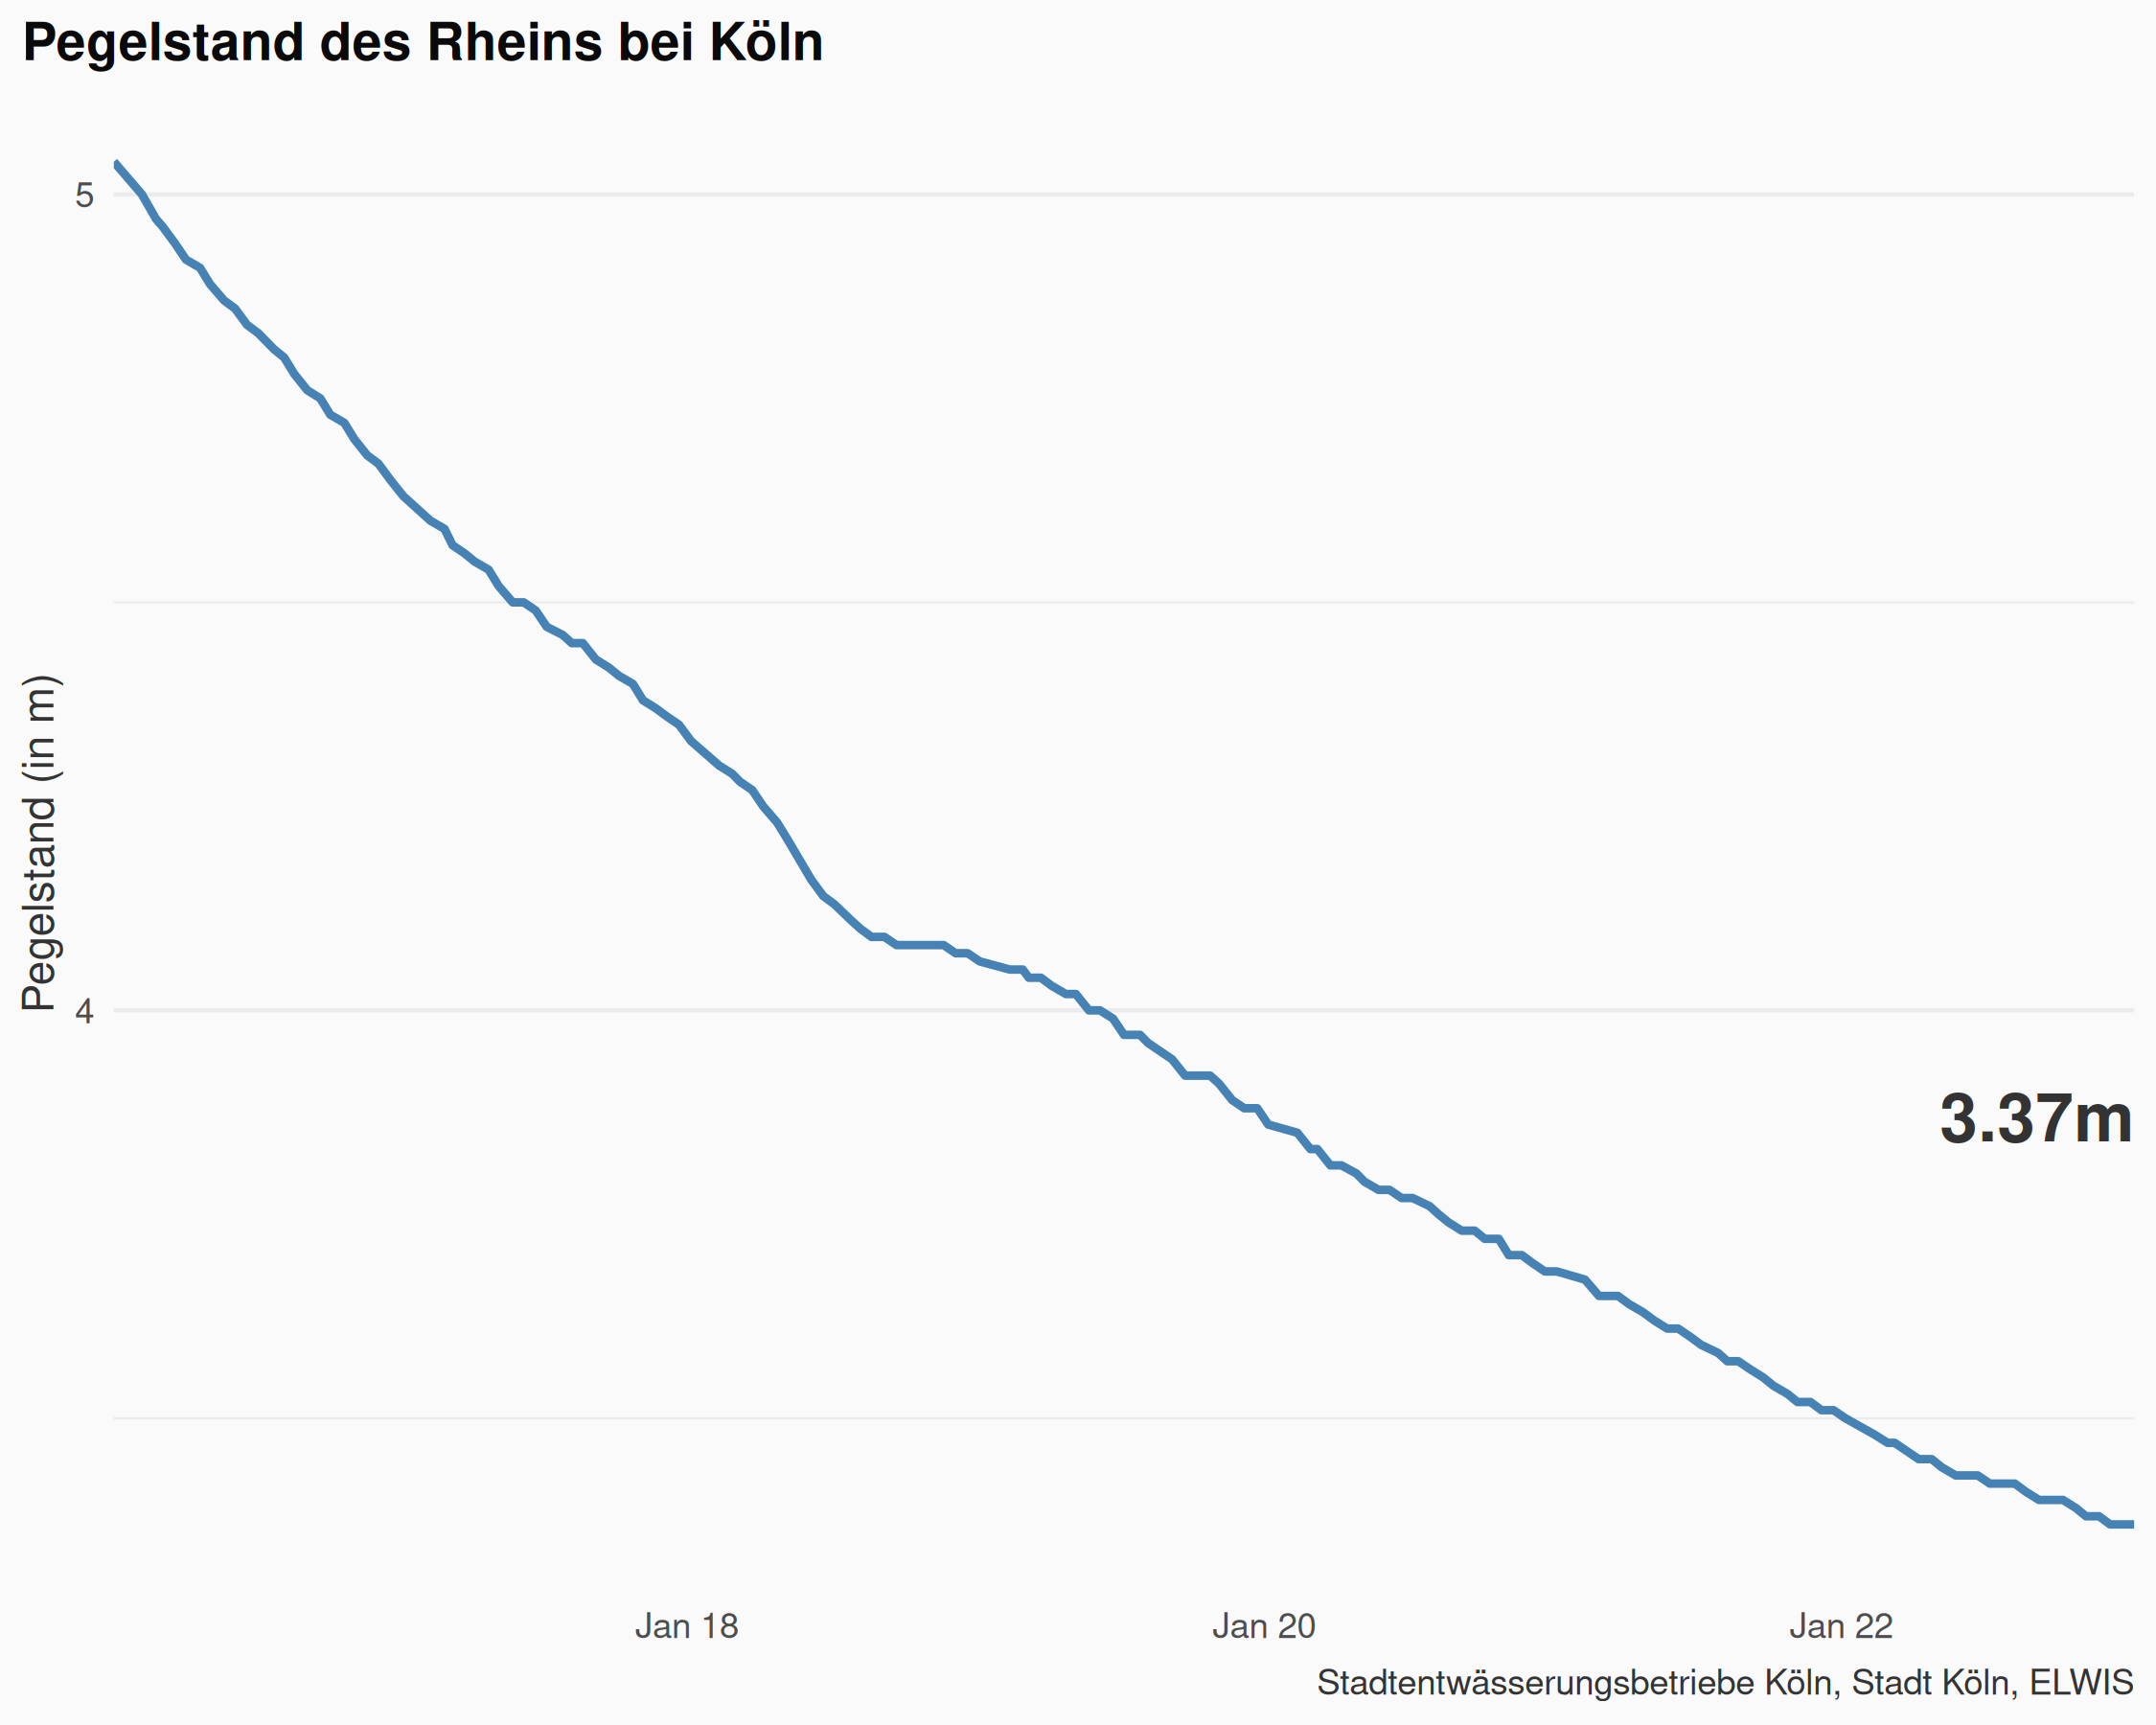 Pegelstand des Rheins bei Köln
Pegelstand (in m)
5
4
3.37m
Jan 18
Jan 20
Jan 22
Stadtentwässerungsbetriebe Köln, Stadt Köln, ELWIS